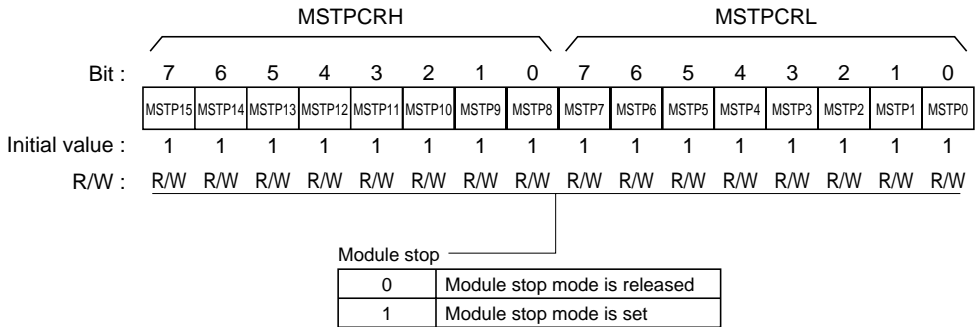 MSTPCRH MSTPCRL
Bit : 7 6 5 4 3 2 1 0 7 6 5 4 3 2 1 0
MSTP15 MSTP14 MSTP13 MSTP12 MSTP11 MSTP10 MSTP9 MSTP8 MSTP7 MSTP6 MSTP5 MSTP4 MSTP3 MSTP2 MSTP1 MSTP0
Initial value : 1 1 1 1 1 1 1 1 1 1 1 1 1 1 1 1
R/W : R/W R/W R/W R/W R/W R/W R/W R/W R/W R/W R/W R/W R/W R/W R/W R/W
Module stop
0 Module stop mode is released
1 Module stop mode is set